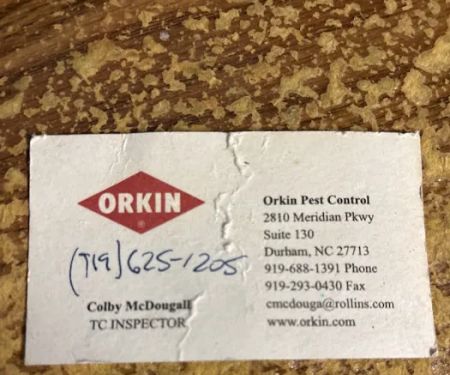 ORKIN
®
(919) 625-1205
Colby McDougall
TC INSPECTOR
Orkin Pest Control
2810 Meridian Pkwy
Suite 130
Durham, NC 27713
919-688-1391 Phone
919-293-0430 Fax
cmcdouga@rollins.com
www.orkin.com